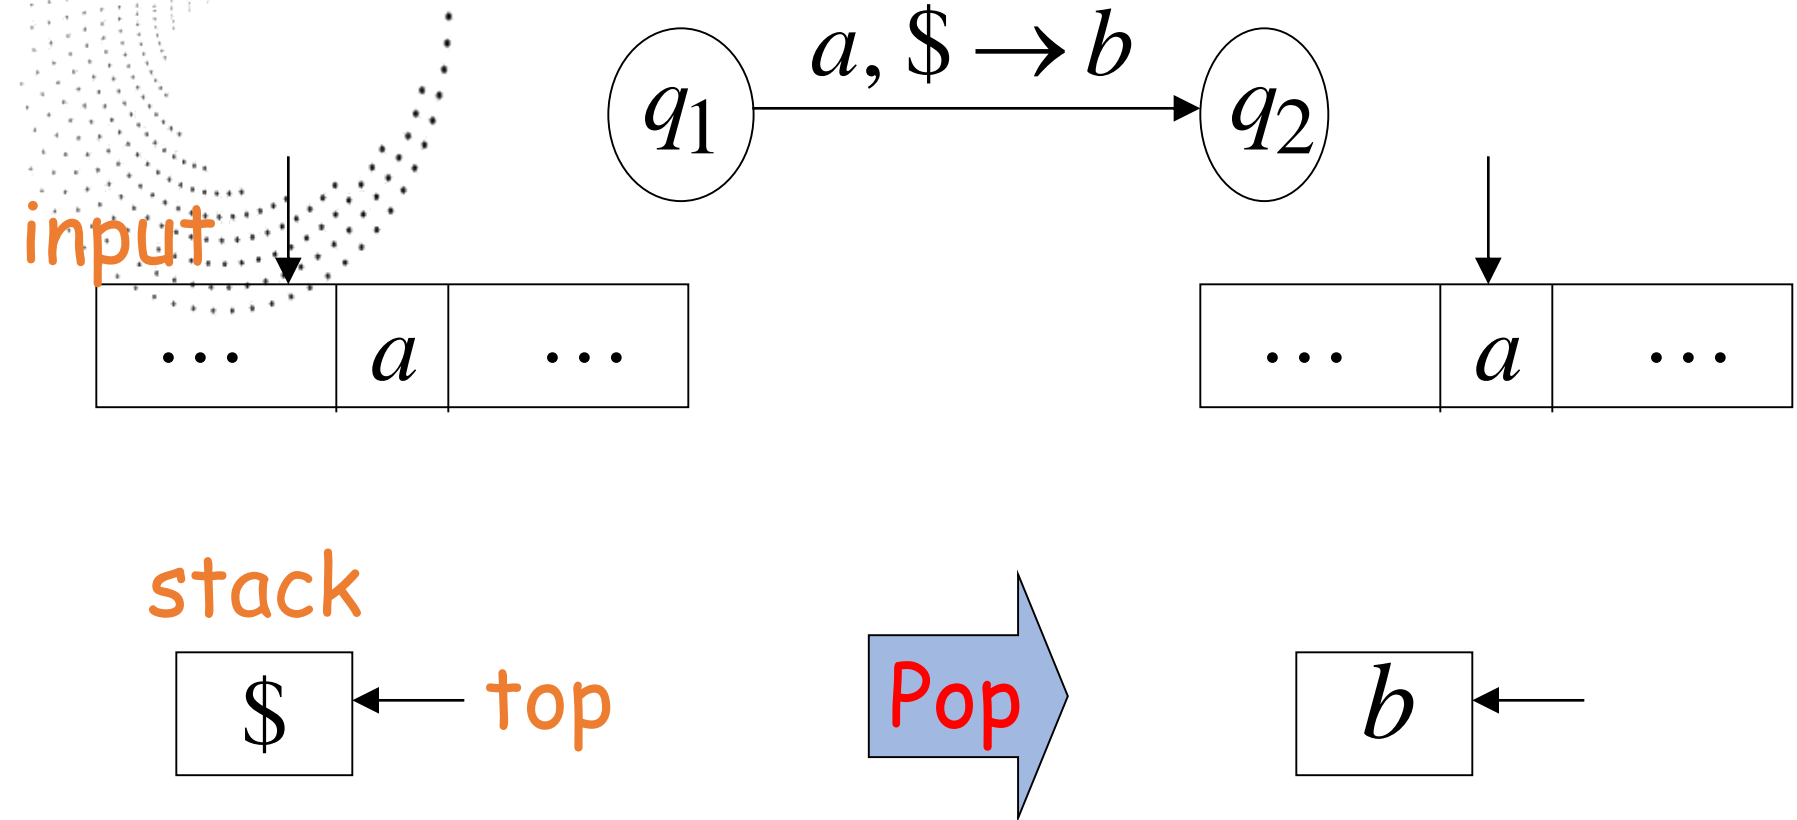 a, $ → b
q1 q2
input
... a ... ... a ...
stack
$ top Pop b